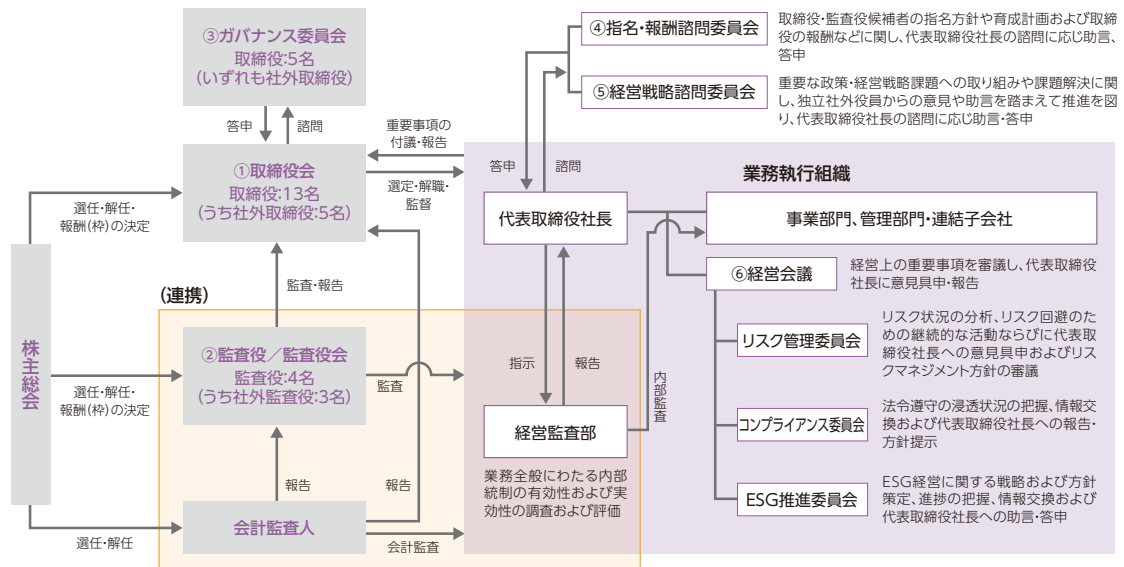 ③ガバナンス委員会
取締役:5名
(いずれも社外取締役)
答申
諮問
重要事項の
付議・報告
①取締役会
取締役:13名
(うち社外取締役:5名)
選定・解職・
監督
選任・解任・
報酬(枠)の決定
監査・報告
(連携)
株主総会
②監査役／監査役会
監査役:4名
(うち社外監査役:3名)
監査
選任・解任・
報酬(枠)の決定
報告
報告
会計監査人
選任・解任
会計監査
④指名・報酬諮問委員会
取締役・監査役候補者の指名方針や育成計画および取締
役の報酬などに関し、代表取締役社長の諮問に応じ助言、
答申
⑤経営戦略諮問委員会
重要な政策・経営戦略課題への取り組みや課題解決に関
し、独立社外役員からの意見や助言を踏まえて推進を図
り、代表取締役社長の諮問に応じ助言・答申
答申
諮問
業務執行組織
代表取締役社長
事業部門、管理部門・連結子会社
⑥経営会議
経営上の重要事項を審議し、代表取締役
社長に意見具申・報告
指示
報告
内部監査
リスク管理委員会
リスク状況の分析、リスク回避のた
めの継続的な活動ならびに代表取
締役社長への意見具申およびリス
クマネジメント方針の審議
経営監査部
業務全般にわたる内部
統制の有効性および実
効性の調査および評価
コンプライアンス委員会
法令遵守の浸透状況の把握、情報交
換および代表取締役社長への報告・
方針提示
ESG推進委員会
ESG経営に関する戦略および方針
策定、進捗の把握、情報交換および
代表取締役社長への助言・答申